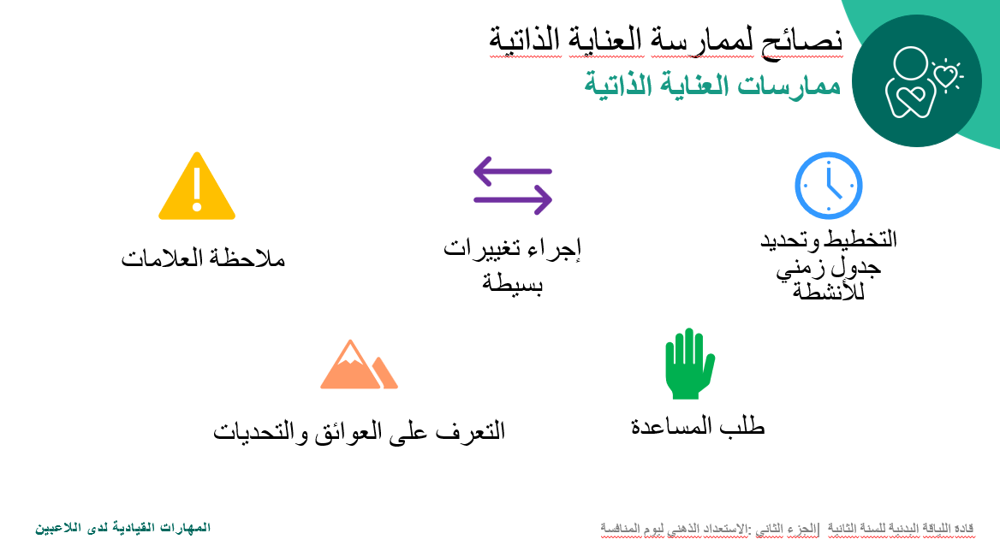 نصائح لممارسة العناية الذاتية
ممارسات العناية الذاتية
التخطيط وتحديد
جدول زمني
للأنشطة
إجراء تغييرات
بسيطة
ملاحظة العلامات
طلب المساعدة
التعرف على العوائق والتحديات
قادة اللياقة البدنية للسنة الثانية |الجزء الثاني :الاستعداد الذهني ليوم المنافسة
المهارات القيادية لدى اللاعبين